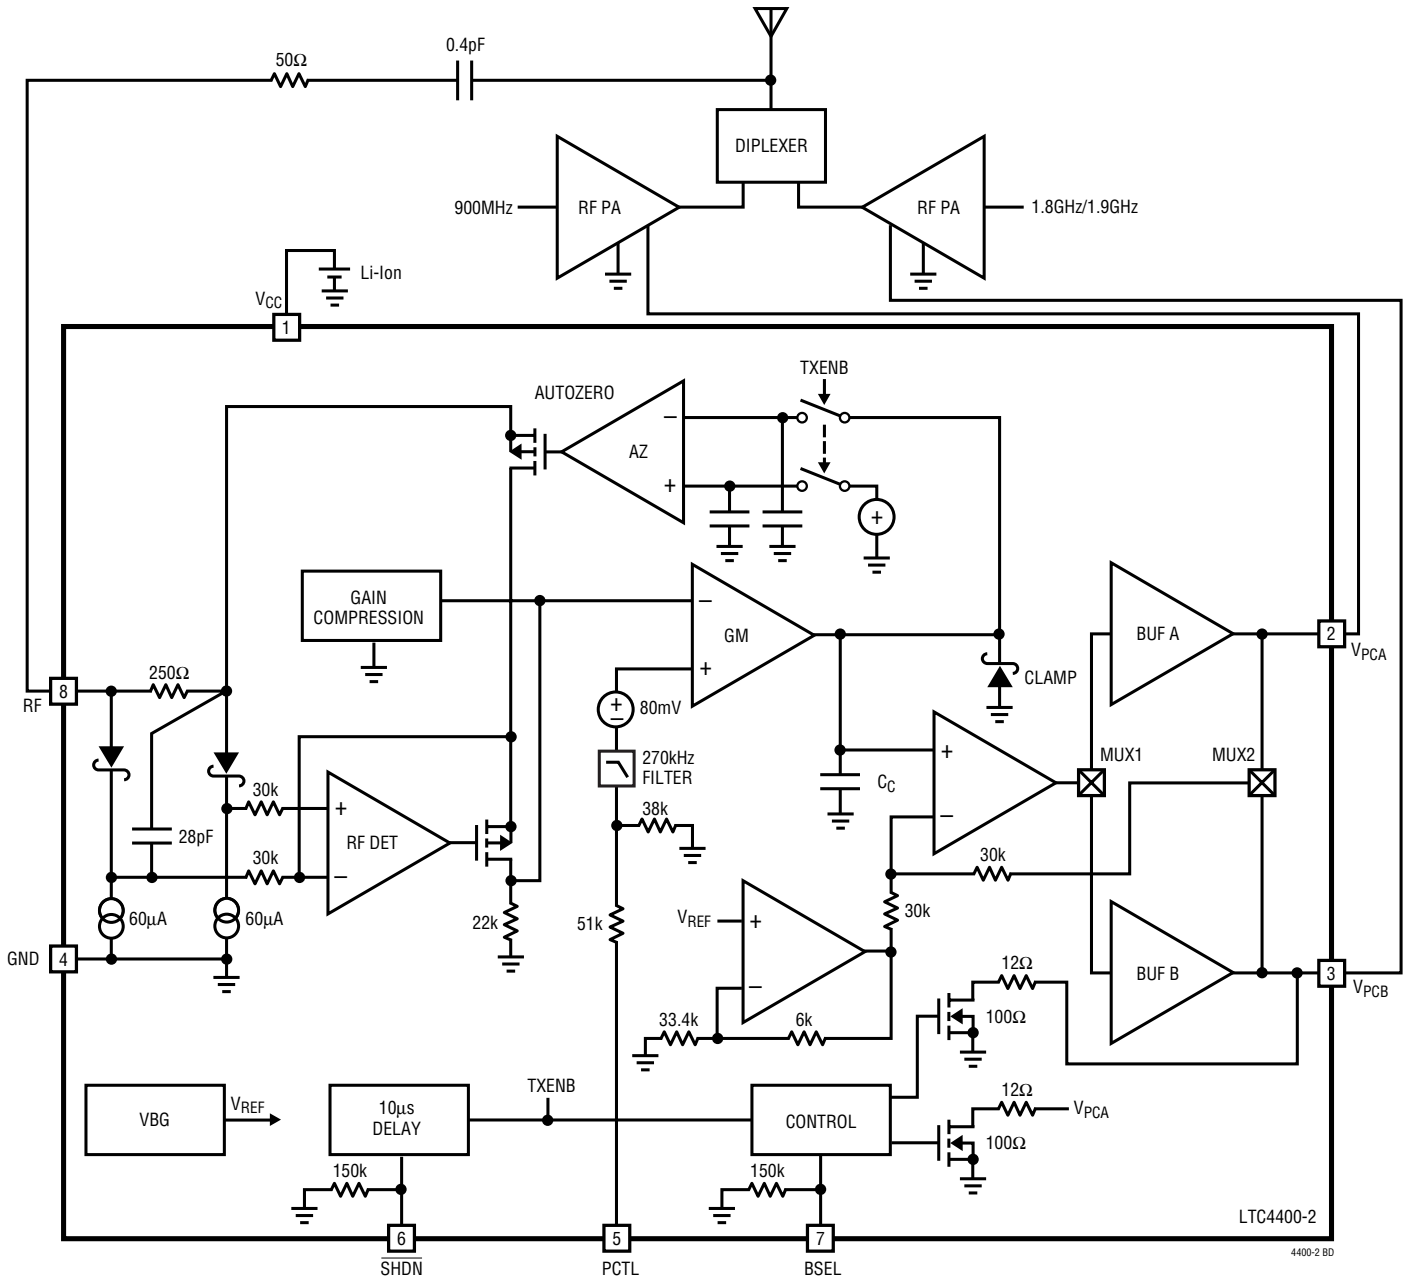 0.4pF
50Ω
DIPLEXER
900MHz
RF PA
RF PA
1.8GHz/1.9GHz
Li-Ion
VCC
1
TXENB
AUTOZERO
−
AZ
+
+
GAIN
COMPRESSION
−
GM
+
BUF A
2
VPCA
250Ω
8
RF
CLAMP
+
−
80mV
270kHz
FILTER
MUX1
MUX2
+
CC
−
30k
+
38k
28pF
RF DET
30k
−
30k
60µA
60µA
22k
51k
VREF
+
30k
−
GND
4
12Ω
BUF B
3
VPCB
100Ω
33.4k
6k
TXENB
VBG
VREF
10µs
DELAY
CONTROL
12Ω
VPCA
100Ω
150k
150k
LTC4400-2
6
5
7
SHDN
PCTL
BSEL
4400-2 BD